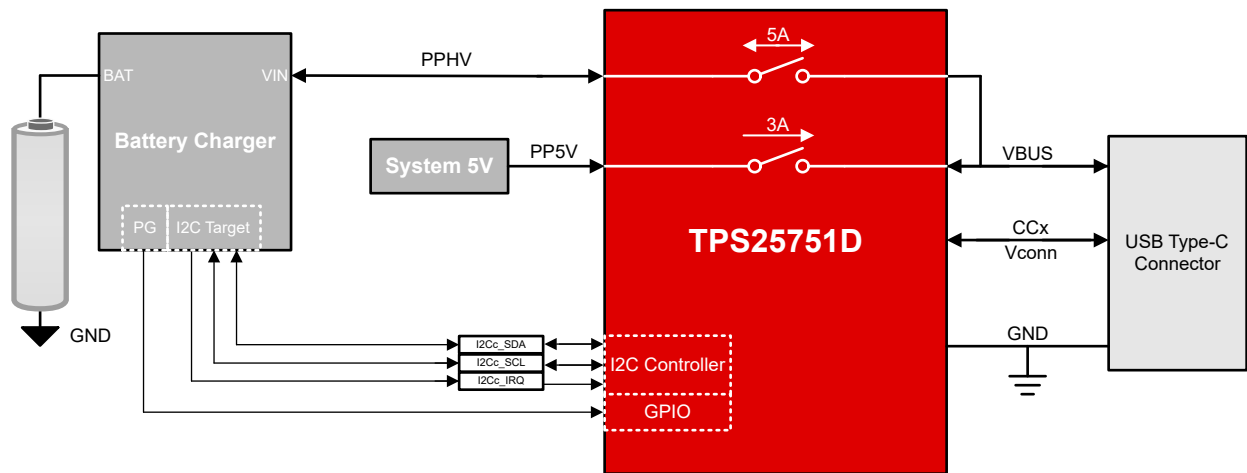 5A
PPHV
BAT
VIN
Battery Charger
3A
System 5V
PP5V
VBUS
PG
I2C Target
TPS25751D
CCx
Vconn
USB Type-C
Connector
GND
GND
I2Cc_SDA
I2Cc_SCL
I2Cc_IRQ
I2C Controller
GPIO